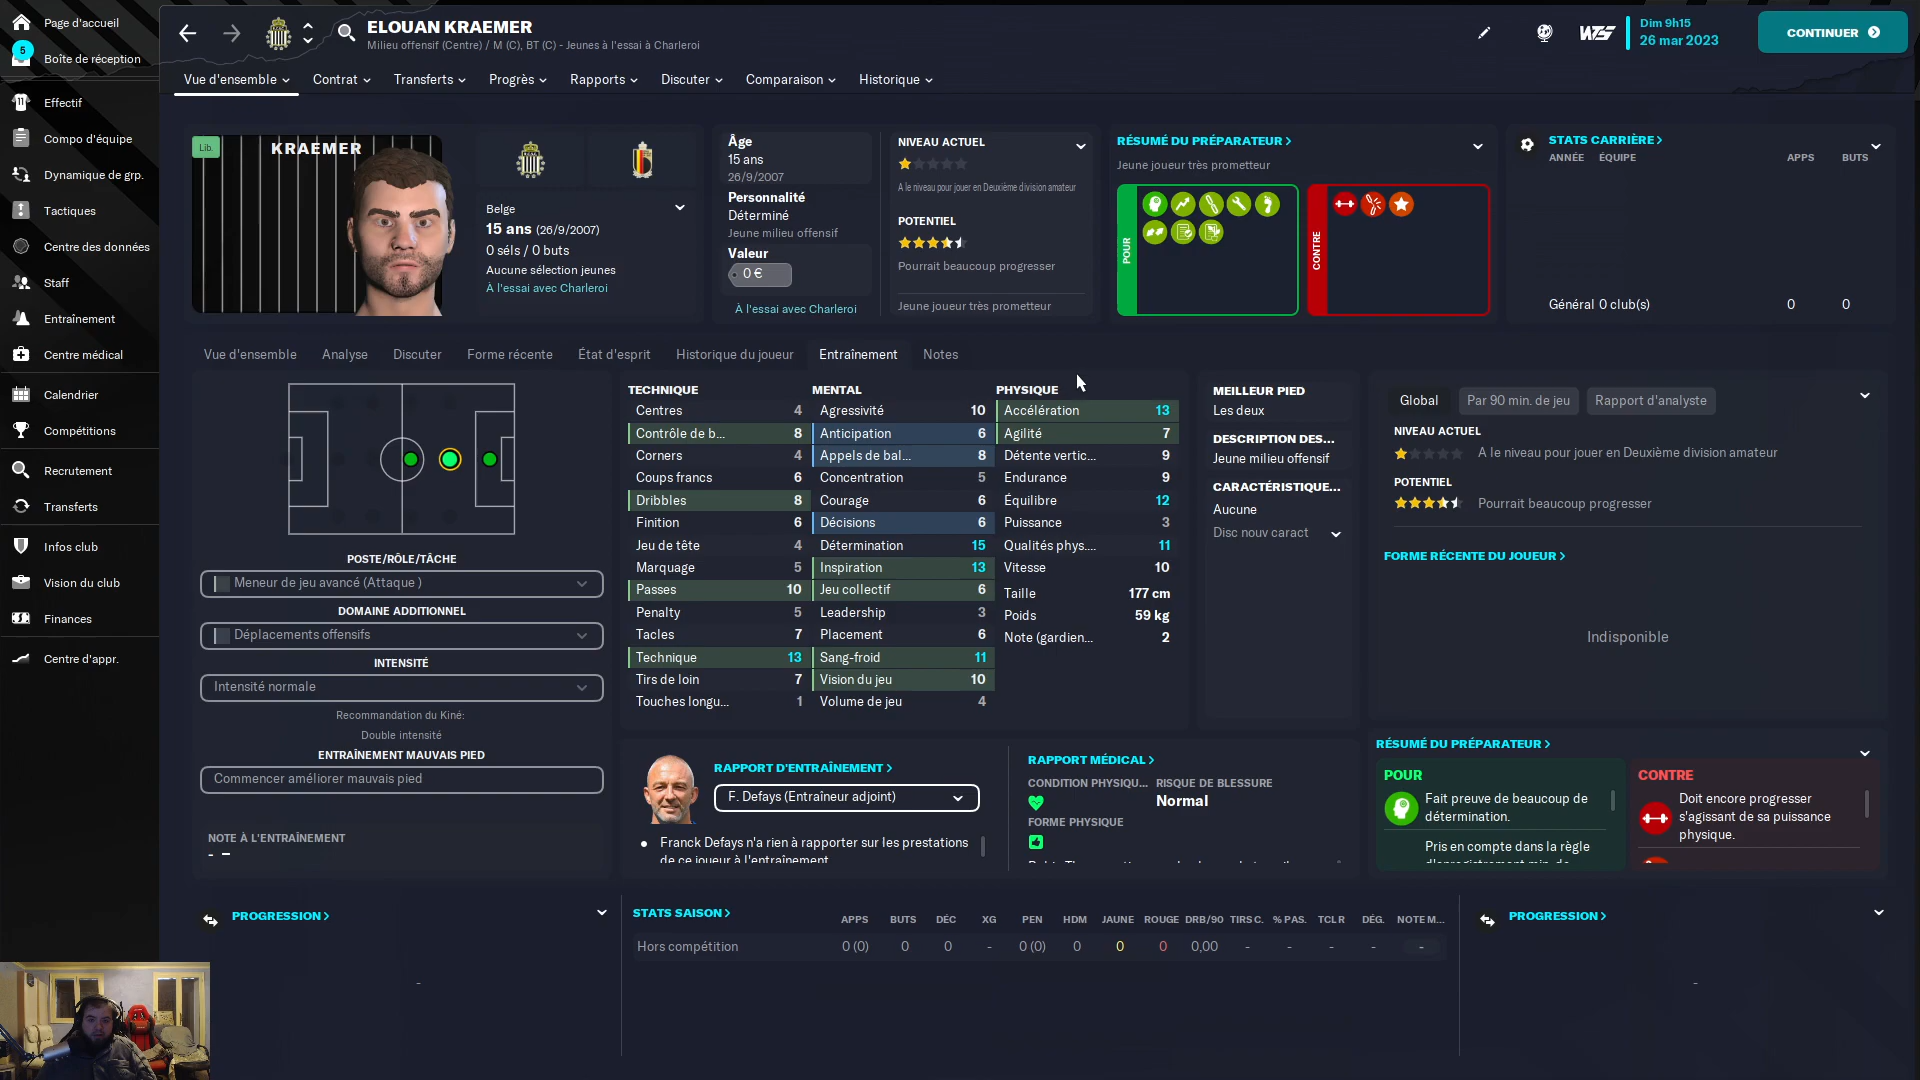 Page d'accueil
5
Boîte de réception
Effectif
Compo d'équipe
Dynamique de grp.
Tactiques
Centre des données
Staff
Entraînement
Centre médical
Calendrier
Compétitions
Recrutement
Transferts
Infos club
Vision du club
Finances
Centre d'appr.
ELOUAN KRAEMER
Milieu offensif (Centre) / M (C), BT (C) - Jeunes à l'essai à Charleroi
Dim 9h15
26 mar 2023
CONTINUER
Vue d'ensemble
Contrat
Transferts
Progrès
Rapports
Discuter
Comparaison
Historique
Lib.
KRAEMER
Belge
15 ans (26/9/2007)
0 séls / 0 buts
Aucune sélection jeunes
À l'essai avec Charleroi
Âge
15 ans
26/9/2007
Personnalité
Déterminé
Jeune milieu offensif
Valeur
0 €
À l'essai avec Charleroi
NIVEAU ACTUEL
A le niveau pour jouer en Deuxième division amateur
POTENTIEL
Pourrait beaucoup progresser
Jeune joueur très prometteur
RÉSUMÉ DU PRÉPARATEUR >
Jeune joueur très prometteur
POUR
CONTRE
STATS CARRIÈRE >
ANNÉE ÉQUIPE APPS BUTS
Général 0 club(s) 0 0
Vue d'ensemble
Analyse
Discuter
Forme récente
État d'esprit
Historique du joueur
Entraînement
Notes
POSTE/RÔLE/TÂCHE
Meneur de jeu avancé (Attaque )
DOMAINE ADDITIONNEL
Déplacements offensifs
INTENSITÉ
Intensité normale
Recommandation du Kiné:
Double intensité
ENTRAÎNEMENT MAUVAIS PIED
Commencer améliorer mauvais pied
NOTE À L'ENTRAÎNEMENT
- –
TECHNIQUE
Centres 4
Contrôle de b... 8
Corners 4
Coups francs 6
Dribbles 8
Finition 6
Jeu de tête 4
Marquage 5
Passes 10
Penalty 5
Tacles 7
Technique 13
Tirs de loin 7
Touches longu... 1
MENTAL
Agressivité 10
Anticipation 6
Appels de bal... 8
Concentration 5
Courage 6
Décisions 6
Détermination 15
Inspiration 13
Jeu collectif 6
Leadership 3
Placement 6
Sang-froid 11
Vision du jeu 10
Volume de jeu 4
PHYSIQUE
Accélération 13
Agilité 7
Détente vertic... 9
Endurance 9
Équilibre 12
Puissance 3
Qualités phys.... 11
Vitesse 10
Taille 177 cm
Poids 59 kg
Note (gardien... 2
MEILLEUR PIED
Les deux
DESCRIPTION DES...
Jeune milieu offensif
CARACTÉRISTIQUE...
Aucune
Disc nouv caract
Global
Par 90 min. de jeu
Rapport d'analyste
NIVEAU ACTUEL
A le niveau pour jouer en Deuxième division amateur
POTENTIEL
Pourrait beaucoup progresser
FORME RÉCENTE DU JOUEUR >
Indisponible
RAPPORT D'ENTRAÎNEMENT >
F. Defays (Entraîneur adjoint)
Franck Defays n'a rien à rapporter sur les prestations
de ce joueur à l'entraînement
RAPPORT MÉDICAL >
CONDITION PHYSIQU... RISQUE DE BLESSURE
Normal
FORME PHYSIQUE
RÉSUMÉ DU PRÉPARATEUR >
POUR
Fait preuve de beaucoup de
détermination.
Pris en compte dans la règle
d'enregistrement min. de
CONTRE
Doit encore progresser
s'agissant de sa puissance
physique.
PROGRESSION >
-
STATS SAISON >
APPS BUTS DÉC XG PEN HDM JAUNE ROUGE DRB/90 TIRS C. % PAS. TCL R DÉG. NOTE M...
Hors compétition 0 (0) 0 0 - 0 (0) 0 0 0 0,00 - - - - -
PROGRESSION >
-